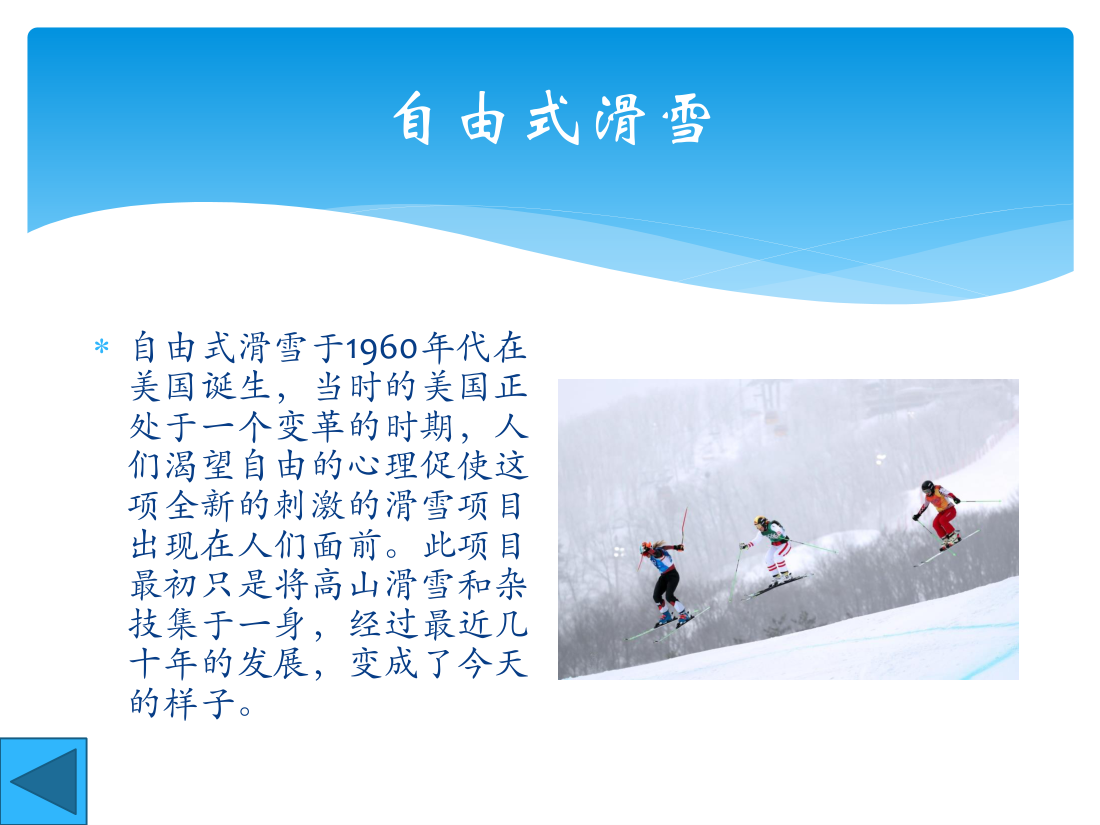 自由式滑雪
* 自由式滑雪于1960年代在
美国诞生，当时的美国正
处于一个变革的时期，人
们渴望自由的心理促使这
项全新的刺激的滑雪项目
出现在人们面前。此项目
最初只是将高山滑雪和杂
技集于一身，经过最近几
十年的发展，变成了今天
的样子。